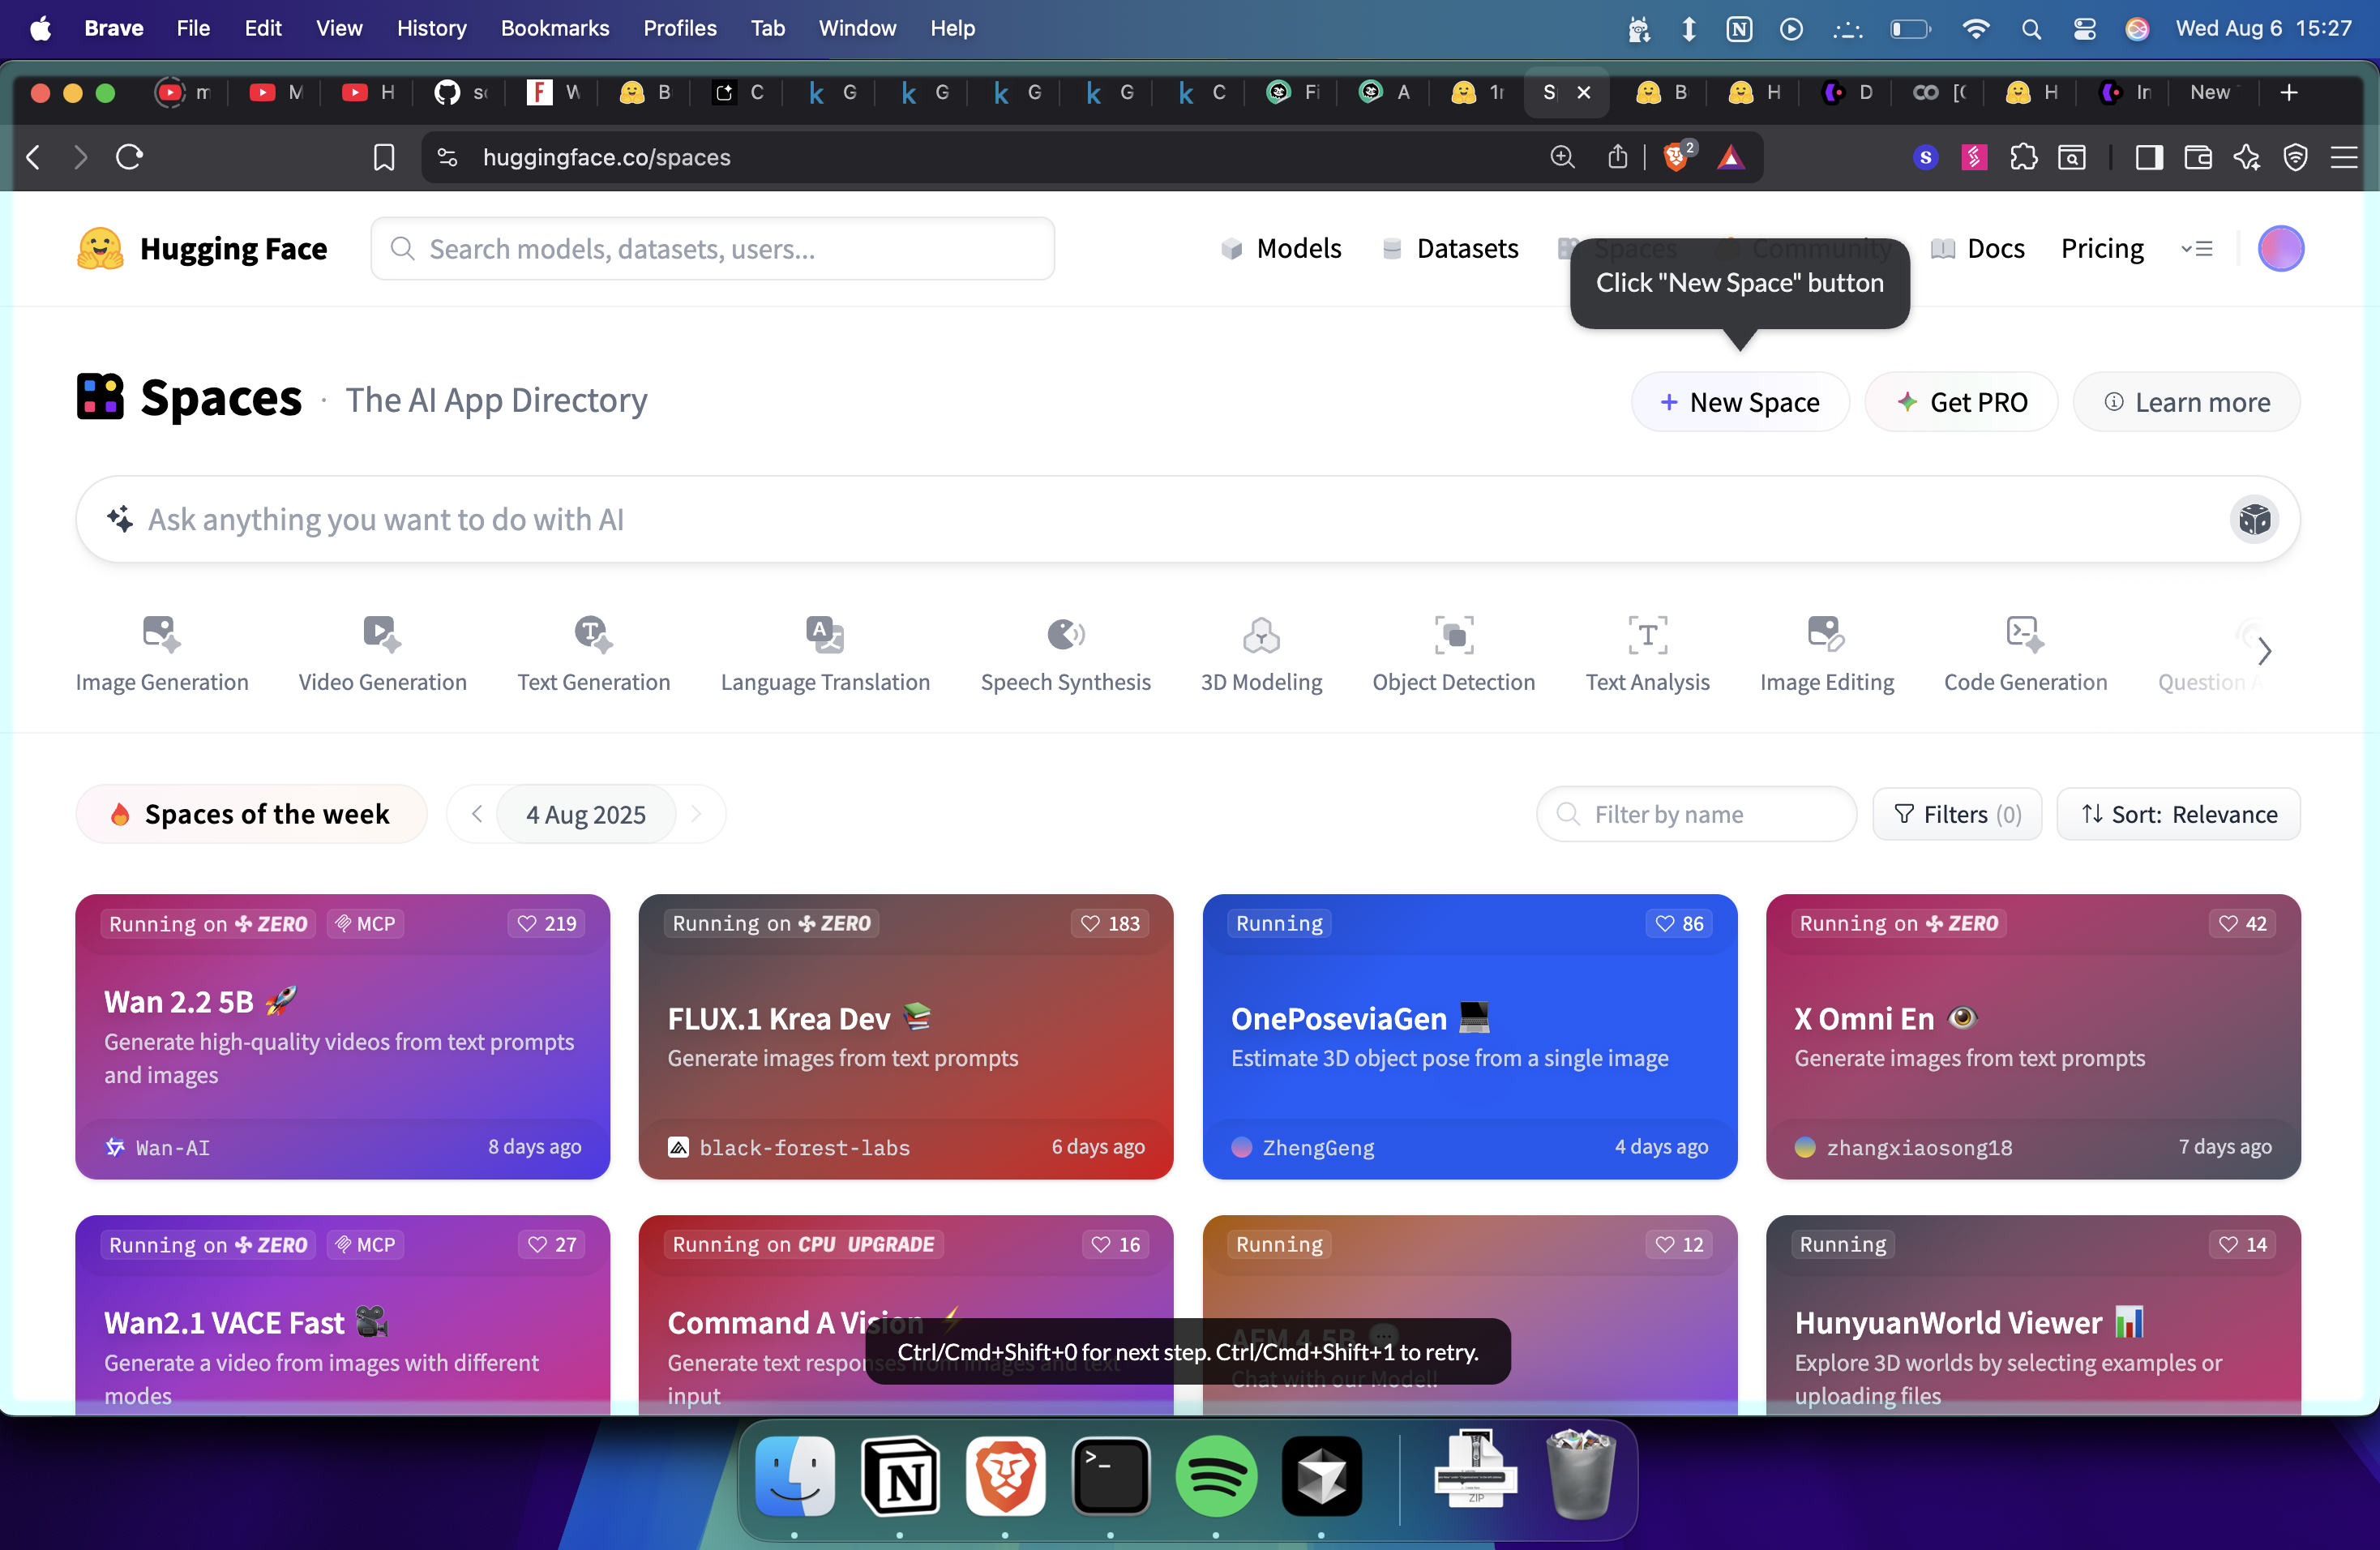 Brave File Edit View History Bookmarks Profiles Tab Window Help Wed Aug 6 15:27
M H W B C G G G G C Fi A S B H D H In New
huggingface.co/spaces 2
Hugging Face Search models, datasets, users... Models Datasets Spaces Community Docs Pricing
Click "New Space" button
Spaces · The AI App Directory + New Space Get PRO Learn more
Ask anything you want to do with AI
Image Generation Video Generation Text Generation Language Translation Speech Synthesis 3D Modeling Object Detection Text Analysis Image Editing Code Generation Question
Spaces of the week 4 Aug 2025 Filter by name Filters (0) Sort: Relevance
Running on ZERO MCP 219
Wan 2.2 5B
Generate high-quality videos from text prompts
and images
Wan-AI 8 days ago
Running on ZERO 183
FLUX.1 Krea Dev
Generate images from text prompts
black-forest-labs 6 days ago
Running 86
OnePoseviaGen
Estimate 3D object pose from a single image
ZhengGeng 4 days ago
Running on ZERO 42
X Omni En
Generate images from text prompts
zhangxiaosong18 7 days ago
Running on ZERO MCP 27
Wan2.1 VACE Fast
Generate a video from images with different
modes
Running on CPU UPGRADE 16
Command A Vision
Generate text responses from images and text
input
Running 12
AFM 4.5B
Chat with our Model!
Running 14
HunyuanWorld Viewer
Explore 3D worlds by selecting examples or
uploading files
Ctrl/Cmd+Shift+0 for next step. Ctrl/Cmd+Shift+1 to retry.
ZIP